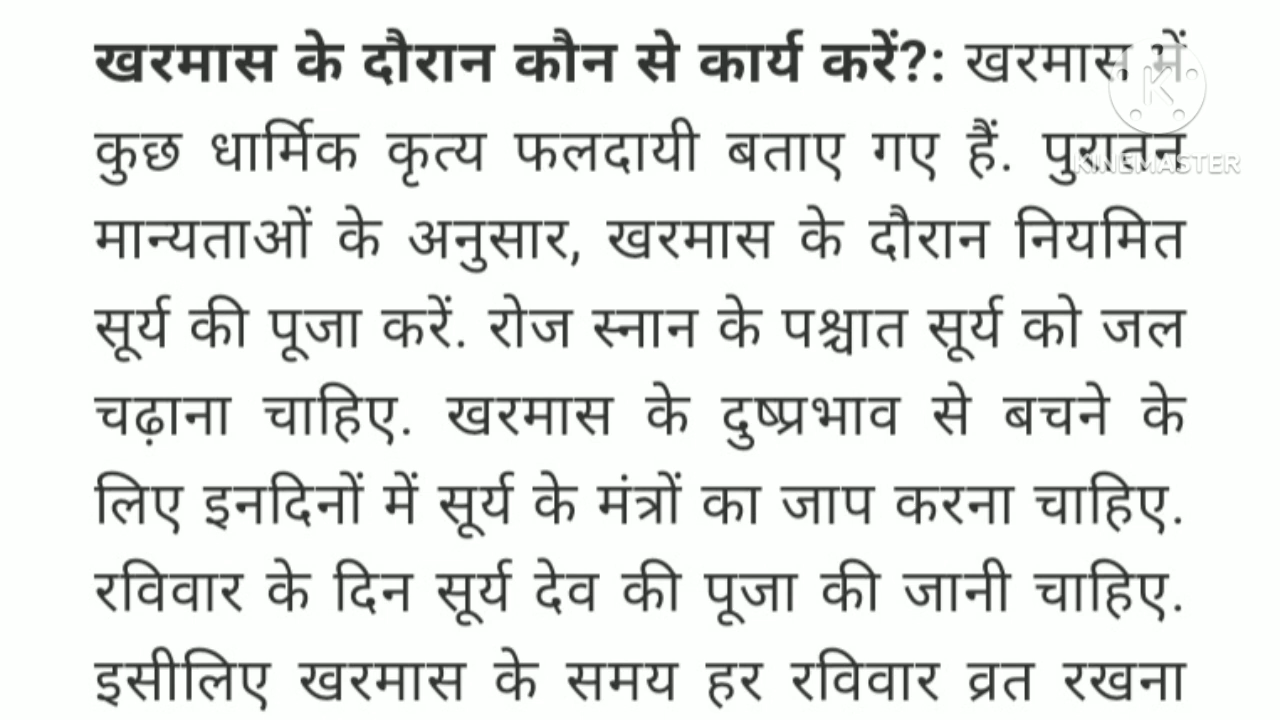 खरमास के दौरान कौन से कार्य करें?: खरमास में
कुछ धार्मिक कृत्य फलदायी बताए गए हैं. पुरातन
मान्यताओं के अनुसार, खरमास के दौरान नियमित
सूर्य की पूजा करें. रोज स्नान के पश्चात सूर्य को जल
चढ़ाना चाहिए. खरमास के दुष्प्रभाव से बचने के
लिए इनदिनों में सूर्य के मंत्रों का जाप करना चाहिए.
रविवार के दिन सूर्य देव की पूजा की जानी चाहिए.
इसीलिए खरमास के समय हर रविवार व्रत रखना
K
KINEMASTER